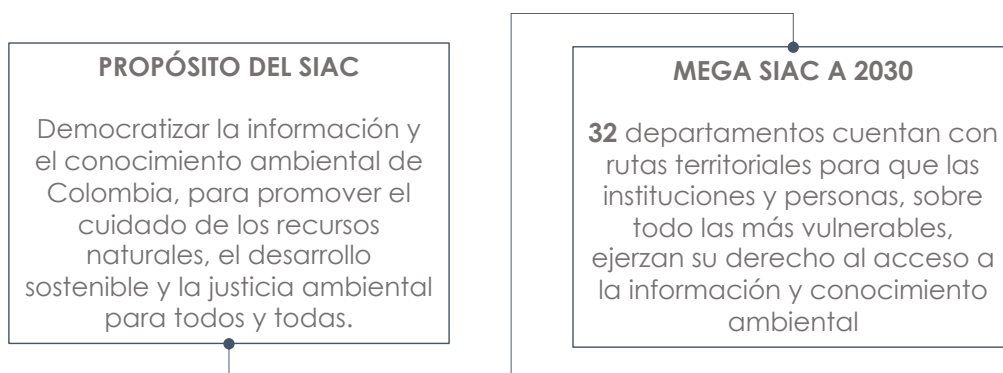 PROPÓSITO DEL SIAC
Democratizar la información y
el conocimiento ambiental de
Colombia, para promover el
cuidado de los recursos
naturales, el desarrollo
sostenible y la justicia ambiental
para todos y todas.
MEGA SIAC A 2030
32 departamentos cuentan con
rutas territoriales para que las
instituciones y personas, sobre
todo las más vulnerables,
ejerzan su derecho al acceso a
la información y conocimiento
ambiental